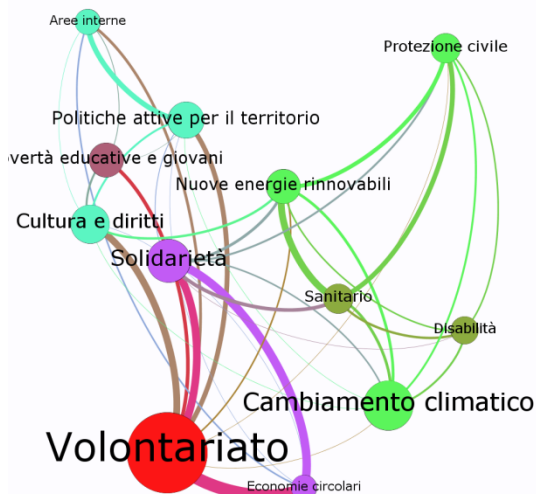 Aree interne
Protezione civile
Politiche attive per il territorio
overtà educative e giovani
Nuove energie rinnovabili
Cultura e diritti
Solidarietà
Sanitario
Disabilità
Cambiamento climatico
Volontariato
Economie circolari